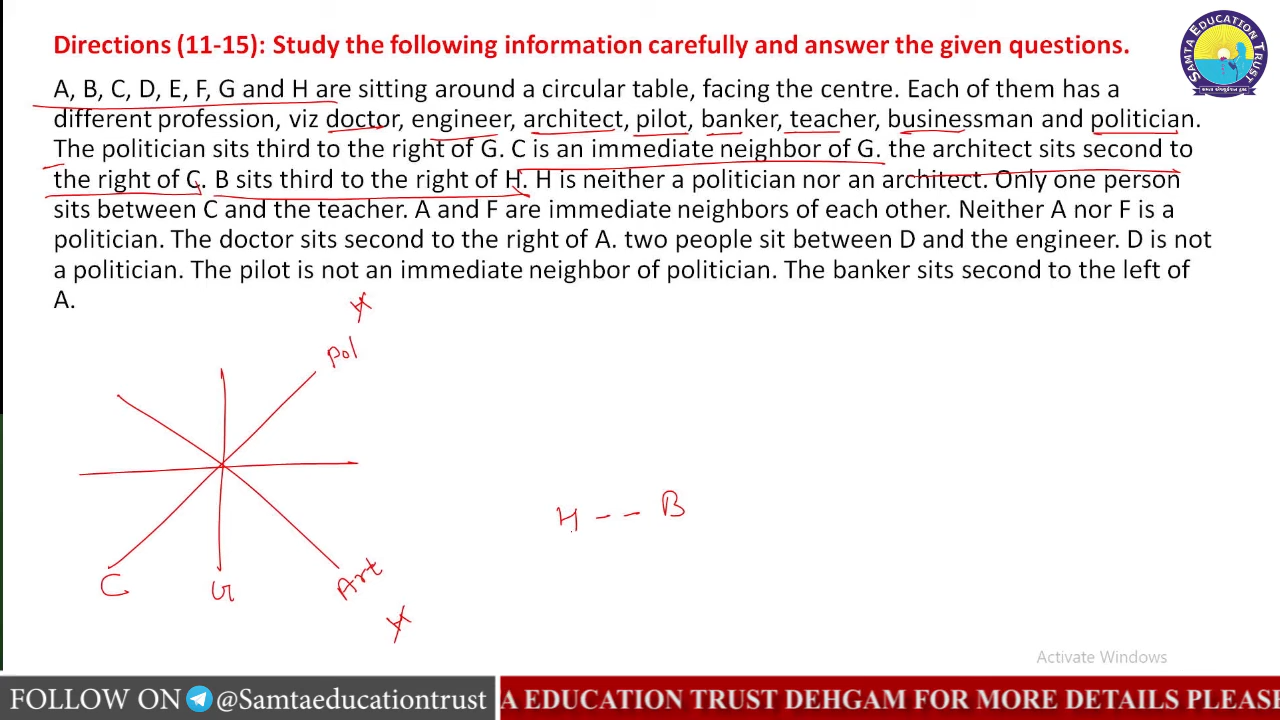 Directions (11-15): Study the following information carefully and answer the given questions.
A, B, C, D, E, F, G and H are sitting around a circular table, facing the centre. Each of them has a
different profession, viz doctor, engineer, architect, pilot, banker, teacher, businessman and politician.
The politician sits third to the right of G. C is an immediate neighbor of G. the architect sits second to
the right of C. B sits third to the right of H. H is neither a politician nor an architect. Only one person
sits between C and the teacher. A and F are immediate neighbors of each other. Neither A nor F is a
politician. The doctor sits second to the right of A. two people sit between D and the engineer. D is not
a politician. The pilot is not an immediate neighbor of politician. The banker sits second to the left of
A.
SAMTA EDUCATION TRUST
Pol
H - - B
C
G
Art
Activate Windows
FOLLOW ON @Samtaeducationtrust
A EDUCATION TRUST DEHGAM FOR MORE DETAILS PLEASE